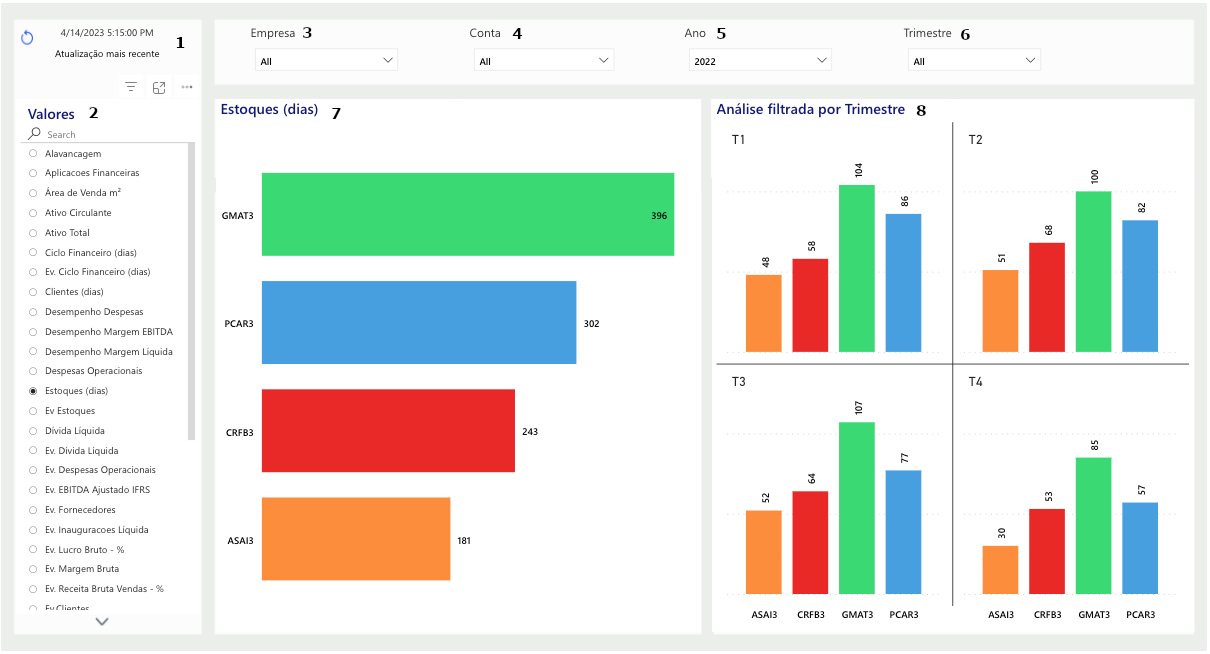 4/14/2023 5:15:00 PM
1
Atualização mais recente
Empresa 3
All
Conta 4
All
Ano 5
2022
Trimestre 6
All
Valores 2
Search
Alavancagem
Aplicacoes Financeiras
Área de Venda m²
Ativo Circulante
Ativo Total
Ciclo Financeiro (dias)
Ev. Ciclo Financeiro (dias)
Clientes (dias)
Desempenho Despesas
Desempenho Margem EBITDA
Desempenho Margem Líquida
Despesas Operacionais
Estoques (dias)
Ev Estoques
Dívida Líquida
Ev. Dívida Líquida
Ev. Despesas Operacionais
Ev. EBITDA Ajustado IFRS
Ev. Fornecedores
Ev. Inauguracoes Líquida
Ev. Lucro Bruto - %
Ev. Margem Bruta
Ev. Receita Bruta Vendas - %
Ev.Clientes
Estoques (dias) 7
GMAT3 396
PCAR3 302
CRFB3 243
ASAI3 181
Análise filtrada por Trimestre 8
T1
48 58 104 86
T2
51 68 100 82
T3
52 64 107 77
ASAI3 CRFB3 GMAT3 PCAR3
T4
30 53 85 57
ASAI3 CRFB3 GMAT3 PCAR3